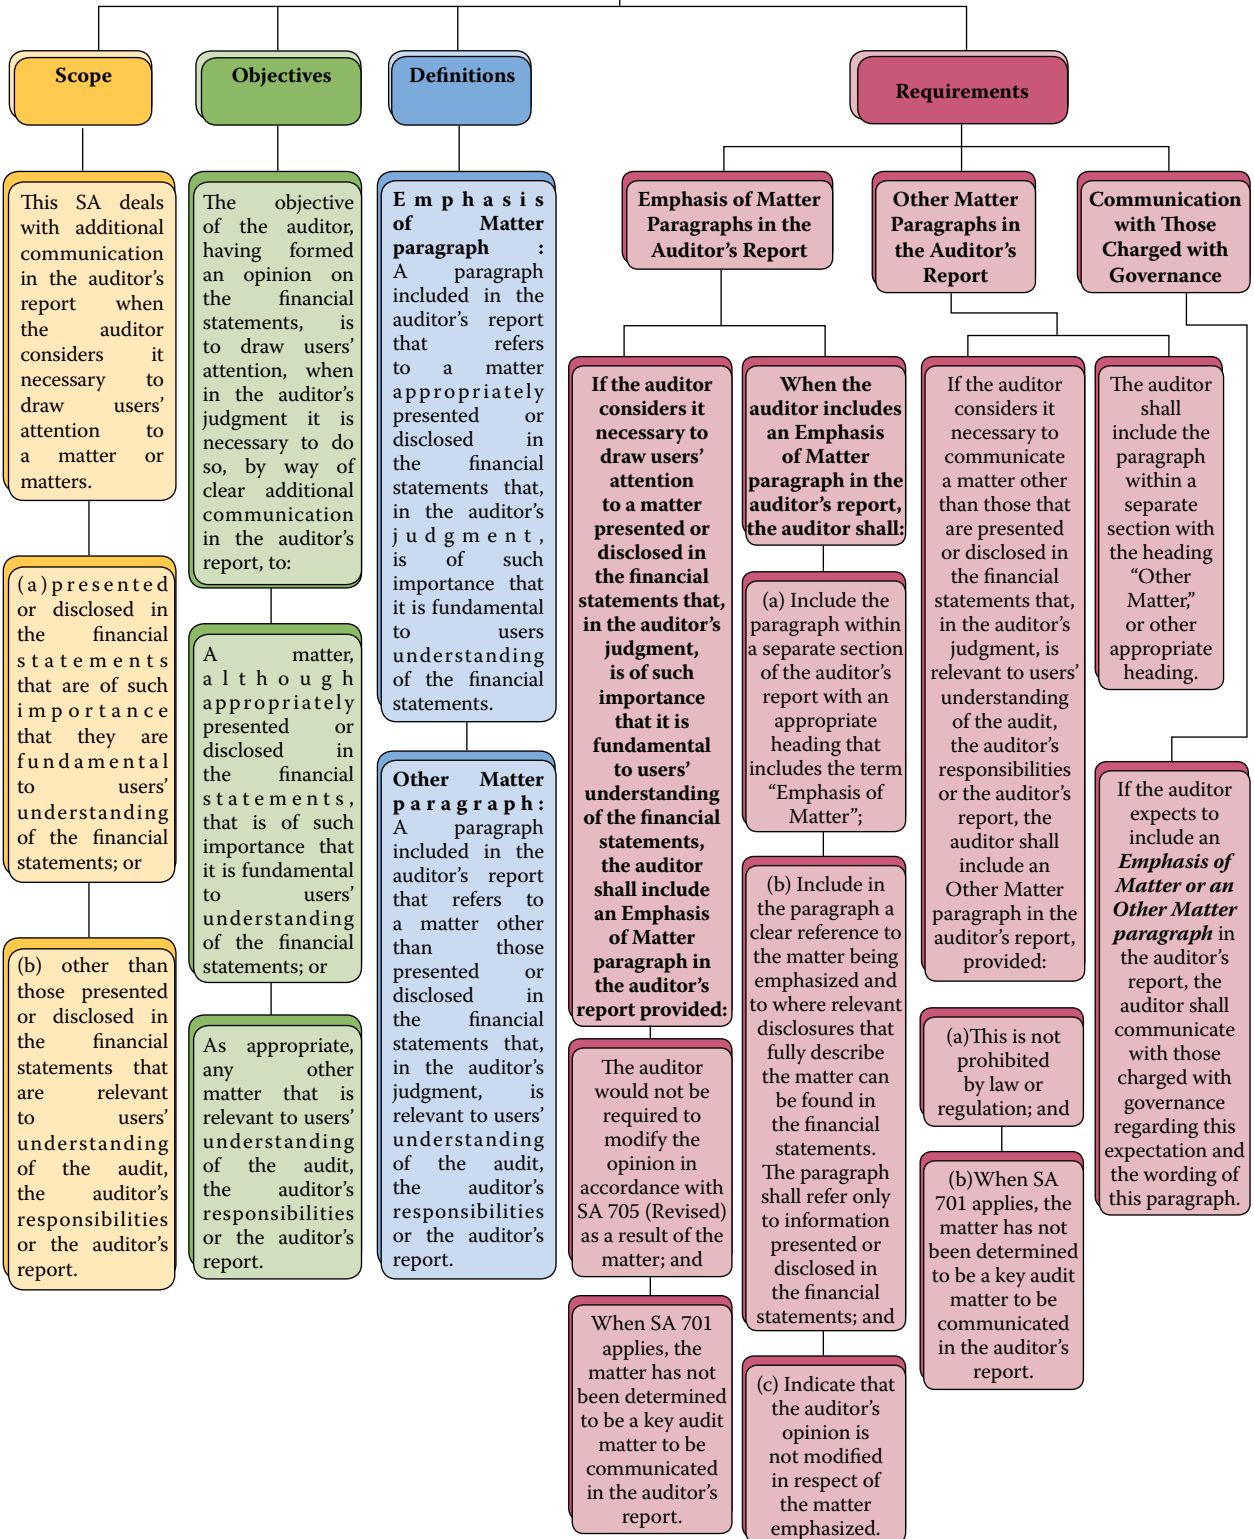 Scope
Objectives
Definitions
Requirements
This SA deals
with additional
communication
in the auditor’s
report when
the auditor
considers it
necessary to
draw users’
attention to
a matter or
matters.
(a) presented
or disclosed in
the financial
statements
that are of such
importance
that they are
fundamental
to users’
understanding
of the financial
statements; or
(b) other than
those presented
or disclosed in
the financial
statements that
are relevant
to users’
understanding
of the audit,
the auditor’s
responsibilities
or the auditor’s
report.
The objective
of the auditor,
having formed
an opinion on
the financial
statements, is
to draw users’
attention, when
in the auditor’s
judgment it is
necessary to do
so, by way of
clear additional
communication
in the auditor’s
report, to:
A matter,
although
appropriately
presented or
disclosed in
the financial
statements,
that is of such
importance that
it is fundamental
to users’
understanding
of the financial
statements; or
As appropriate,
any other
matter that is
relevant to users’
understanding
of the audit,
the auditor’s
responsibilities
or the auditor’s
report.
Emphasis
of Matter
paragraph :
A paragraph
included in the
auditor’s report
that refers
to a matter
appropriately
presented or
disclosed in
the financial
statements that,
in the auditor’s
judgment,
is of such
importance that
it is fundamental
to users
understanding
of the financial
statements.
Other Matter
paragraph:
A paragraph
included in the
auditor’s report
that refers to
a matter other
than those
presented or
disclosed in
the financial
statements that,
in the auditor’s
judgment, is
relevant to users’
understanding
of the audit,
the auditor’s
responsibilities
or the auditor’s
report.
Emphasis of Matter
Paragraphs in the
Auditor’s Report
If the auditor
considers it
necessary to
draw users’
attention
to a matter
presented or
disclosed in
the financial
statements that,
in the auditor’s
judgment,
is of such
importance
that it is
fundamental
to users’
understanding
of the financial
statements,
the auditor
shall include
an Emphasis
of Matter
paragraph in
the auditor’s
report provided:
The auditor
would not be
required to
modify the
opinion in
accordance with
SA 705 (Revised)
as a result of the
matter; and
When SA 701
applies, the
matter has not
been determined
to be a key audit
matter to be
communicated
in the auditor’s
report.
When the
auditor includes
an Emphasis
of Matter
paragraph in the
auditor’s report,
the auditor shall:
(a) Include the
paragraph within
a separate section
of the auditor’s
report with an
appropriate
heading that
includes the term
“Emphasis of
Matter”;
(b) Include in
the paragraph a
clear reference to
the matter being
emphasized and
to where relevant
disclosures that
fully describe
the matter can
be found in
the financial
statements.
The paragraph
shall refer only
to information
presented or
disclosed in
the financial
statements; and
(c) Indicate that
the auditor’s
opinion is
not modified
in respect of
the matter
emphasized.
Other Matter
Paragraphs in
the Auditor’s
Report
If the auditor
considers it
necessary to
communicate
a matter other
than those that
are presented
or disclosed in
the financial
statements that,
in the auditor’s
judgment, is
relevant to users’
understanding
of the audit,
the auditor’s
responsibilities
or the auditor’s
report, the
auditor shall
include an
Other Matter
paragraph in the
auditor’s report,
provided:
(a)This is not
prohibited
by law or
regulation; and
(b)When SA
701 applies, the
matter has not
been determined
to be a key audit
matter to be
communicated
in the auditor’s
report.
The auditor
shall
include the
paragraph
within a
separate
section with
the heading
“Other
Matter,”
or other
appropriate
heading.
Communication
with Those
Charged with
Governance
If the auditor
expects to
include an
Emphasis of
Matter or an
Other Matter
paragraph in
the auditor’s
report, the
auditor shall
communicate
with those
charged with
governance
regarding this
expectation and
the wording of
this paragraph.